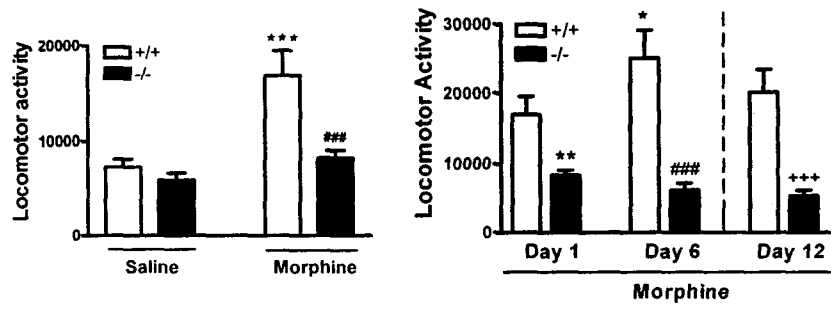 Locomotor activity
20000
10000
0
+/+
-/-
***
###
Saline
Morphine
Locomotor Activity
30000
20000
10000
0
+/+
-/-
**
*
###
+++
Day 1
Day 6
Day 12
Morphine